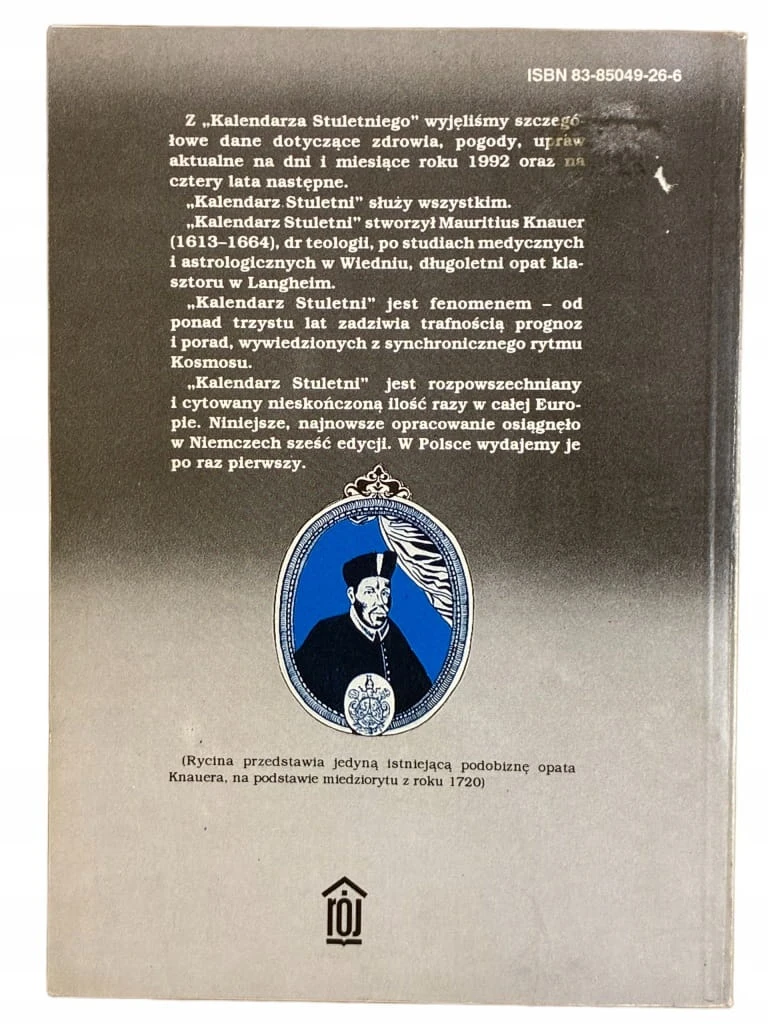 ISBN 83-85049-26-6
Z „Kalendarza Stuletniego” wyjęliśmy szczegó-
łowe dane dotyczące zdrowia, pogody, upraw
aktualne na dni i miesiące roku 1992 oraz na
cztery lata następne.
„Kalendarz Stuletni” służy wszystkim.
„Kalendarz Stuletni” stworzył Mauritius Knauer
(1613–1664), dr teologii, po studiach medycznych
i astrologicznych w Wiedniu, długoletni opat kla-
sztoru w Langheim.
„Kalendarz Stuletni” jest fenomenem – od
ponad trzystu lat zadziwia trafnością prognoz
i porad, wywiedzionych z synchronicznego rytmu
Kosmosu.
„Kalendarz Stuletni” jest rozpowszechniany
i cytowany nieskończoną ilość razy w całej Euro-
pie. Niniejsze, najnowsze opracowanie osiągnęło
w Niemczech sześć edycji. W Polsce wydajemy je
po raz pierwszy.
(Rycina przedstawia jedyną istniejącą podobiznę opata
Knauera, na podstawie miedziorytu z roku 1720)
rój